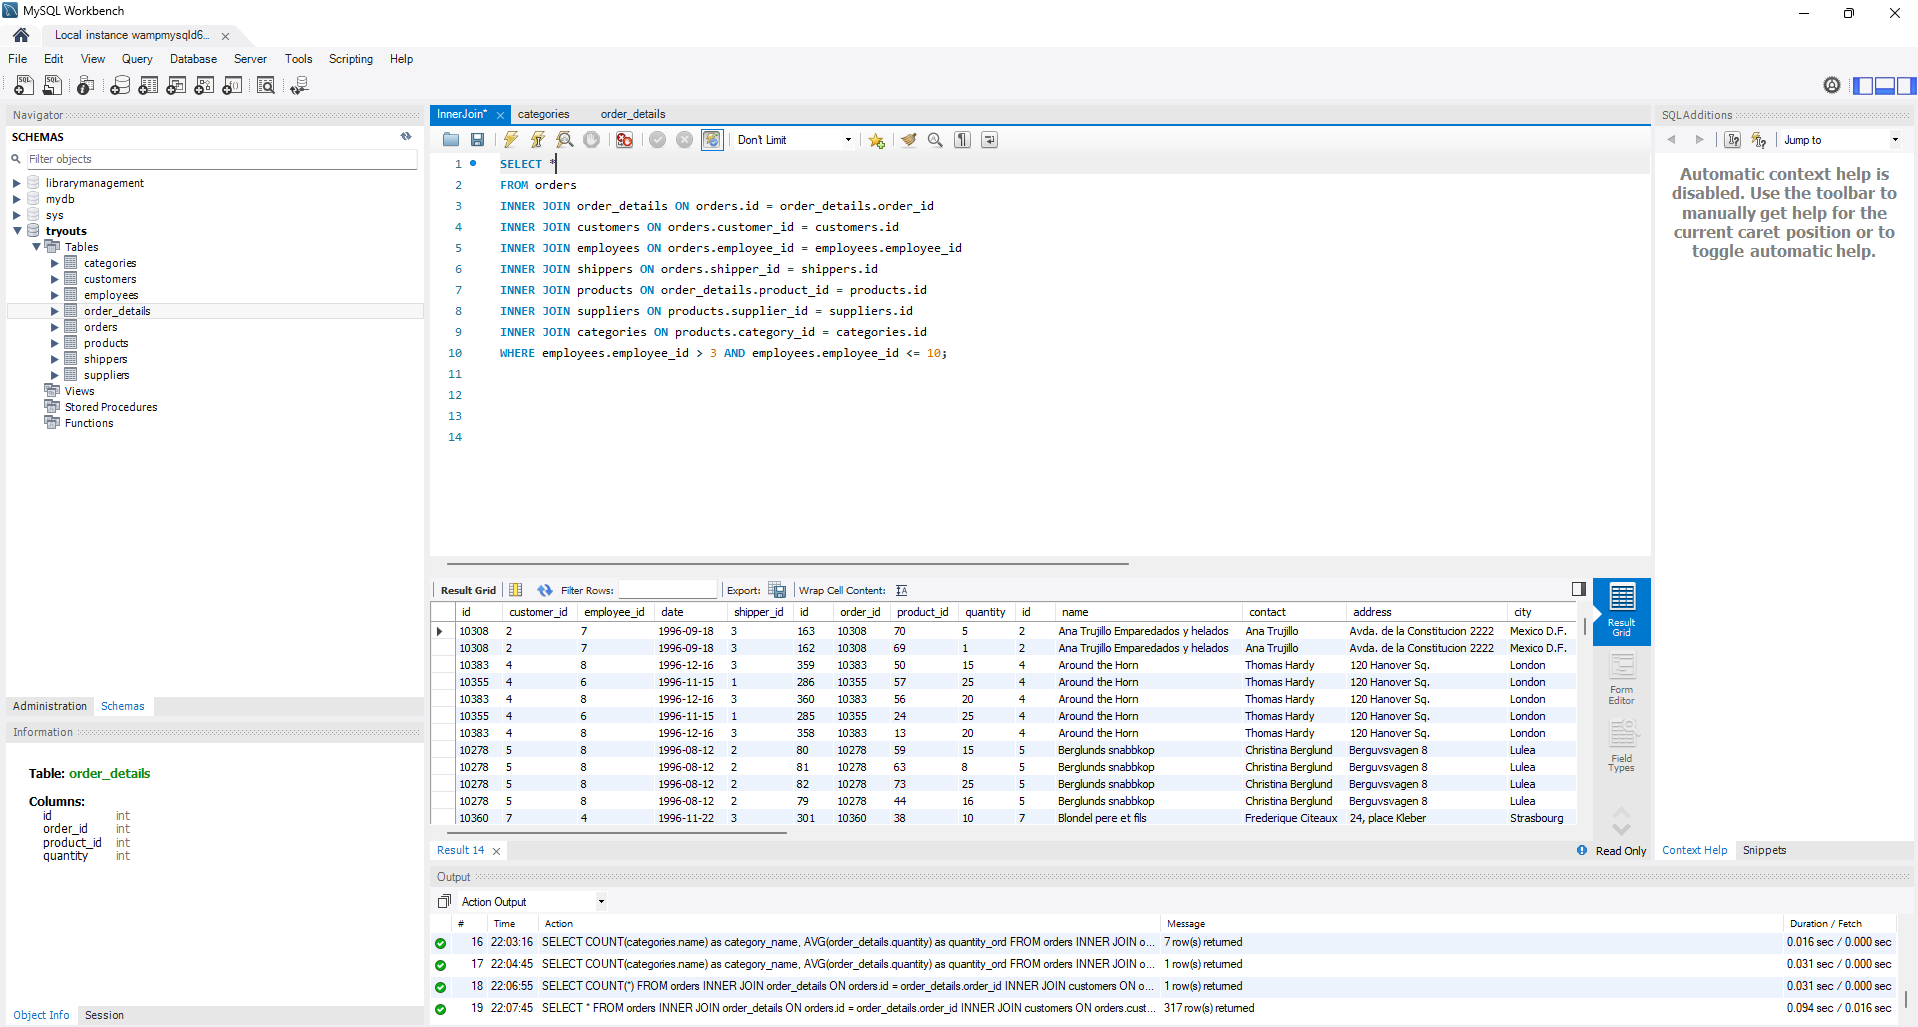 MySQL Workbench
Local instance wampmysqld6...
File Edit View Query Database Server Tools Scripting Help
Navigator
SCHEMAS
Filter objects
librarymanagement
mydb
sys
tryouts
Tables
categories
customers
employees
order_details
orders
products
shippers
suppliers
Views
Stored Procedures
Functions
Administration Schemas
Information
Table: order_details
Columns:
id int
order_id int
product_id int
quantity int
Object Info Session
InnerJoin* categories order_details
Don't Limit
1 SELECT *
2 FROM orders
3 INNER JOIN order_details ON orders.id = order_details.order_id
4 INNER JOIN customers ON orders.customer_id = customers.id
5 INNER JOIN employees ON orders.employee_id = employees.employee_id
6 INNER JOIN shippers ON orders.shipper_id = shippers.id
7 INNER JOIN products ON order_details.product_id = products.id
8 INNER JOIN suppliers ON products.supplier_id = suppliers.id
9 INNER JOIN categories ON products.category_id = categories.id
10 WHERE employees.employee_id > 3 AND employees.employee_id <= 10;
11
12
13
14
Result Grid Filter Rows: Export: Wrap Cell Content:
id customer_id employee_id date shipper_id id order_id product_id quantity id name contact address city
10308 2 7 1996-09-18 3 163 10308 70 5 2 Ana Trujillo Emparedados y helados Ana Trujillo Avda. de la Constitucion 2222 Mexico D.F.
10308 2 7 1996-09-18 3 162 10308 69 1 2 Ana Trujillo Emparedados y helados Ana Trujillo Avda. de la Constitucion 2222 Mexico D.F.
10383 4 8 1996-12-16 3 359 10383 50 15 4 Around the Horn Thomas Hardy 120 Hanover Sq. London
10355 4 6 1996-11-15 1 286 10355 57 25 4 Around the Horn Thomas Hardy 120 Hanover Sq. London
10383 4 8 1996-12-16 3 360 10383 56 20 4 Around the Horn Thomas Hardy 120 Hanover Sq. London
10355 4 6 1996-11-15 1 285 10355 24 25 4 Around the Horn Thomas Hardy 120 Hanover Sq. London
10383 4 8 1996-12-16 3 358 10383 13 20 4 Around the Horn Thomas Hardy 120 Hanover Sq. London
10278 5 8 1996-08-12 2 80 10278 59 15 5 Berglunds snabbkop Christina Berglund Berguvsvagen 8 Lulea
10278 5 8 1996-08-12 2 81 10278 63 8 5 Berglunds snabbkop Christina Berglund Berguvsvagen 8 Lulea
10278 5 8 1996-08-12 2 82 10278 73 25 5 Berglunds snabbkop Christina Berglund Berguvsvagen 8 Lulea
10278 5 8 1996-08-12 2 79 10278 44 16 5 Berglunds snabbkop Christina Berglund Berguvsvagen 8 Lulea
10360 7 4 1996-11-22 3 301 10360 38 10 7 Blondel pere et fils Frederique Citeaux 24, place Kleber Strasbourg
Result Grid
Form Editor
Field Types
Result 14 Read Only
Output
Action Output
# Time Action Message Duration / Fetch
16 22:03:16 SELECT COUNT(categories.name) as category_name, AVG(order_details.quantity) as quantity_ord FROM orders INNER JOIN o... 7 row(s) returned 0.016 sec / 0.000 sec
17 22:04:45 SELECT COUNT(categories.name) as category_name, AVG(order_details.quantity) as quantity_ord FROM orders INNER JOIN o... 1 row(s) returned 0.031 sec / 0.000 sec
18 22:06:55 SELECT COUNT(*) FROM orders INNER JOIN order_details ON orders.id = order_details.order_id INNER JOIN customers ON o... 1 row(s) returned 0.031 sec / 0.000 sec
19 22:07:45 SELECT * FROM orders INNER JOIN order_details ON orders.id = order_details.order_id INNER JOIN customers ON orders.cust... 317 row(s) returned 0.094 sec / 0.016 sec
SQLAdditions
Jump to
Automatic context help is
disabled. Use the toolbar to
manually get help for the
current caret position or to
toggle automatic help.
Context Help Snippets